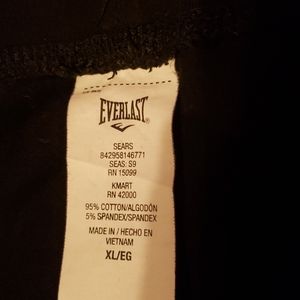 EVERLAST®
SEARS
842958146771
SEAS: S9
RN 15099
KMART
RN 42000
95% COTTON/ALGODÓN
5% SPANDEX/SPANDEX
MADE IN / HECHO EN
VIETNAM
XL/EG